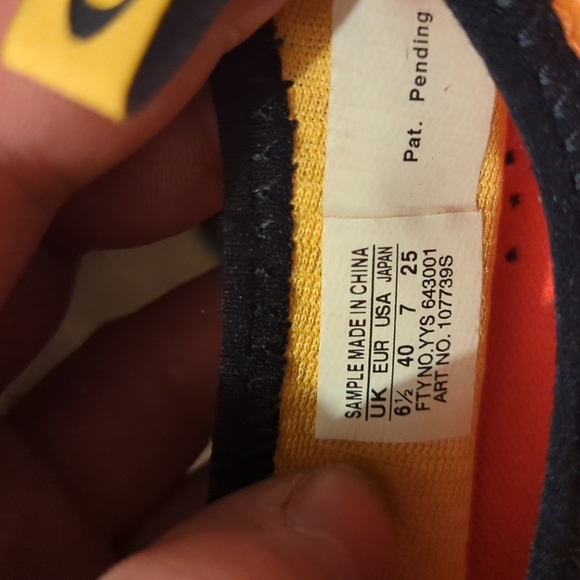 Pat. Pending
SAMPLE MADE IN CHINA
UK EUR USA JAPAN
6½ 40 7 25
FTY NO. YYS 643001
ART NO. 107739S